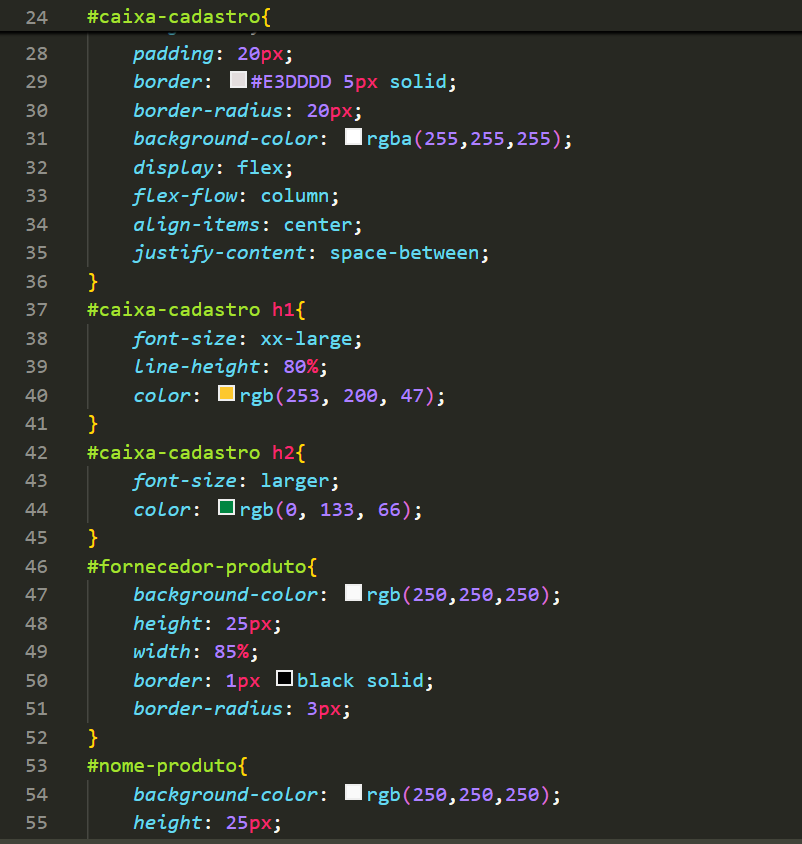 24 #caixa-cadastro{
28 padding: 20px;
29 border: #E3DDDD 5px solid;
30 border-radius: 20px;
31 background-color: rgba(255,255,255);
32 display: flex;
33 flex-flow: column;
34 align-items: center;
35 justify-content: space-between;
36 }
37 #caixa-cadastro h1{
38 font-size: xx-large;
39 line-height: 80%;
40 color: rgb(253, 200, 47);
41 }
42 #caixa-cadastro h2{
43 font-size: larger;
44 color: rgb(0, 133, 66);
45 }
46 #fornecedor-produto{
47 background-color: rgb(250,250,250);
48 height: 25px;
49 width: 85%;
50 border: 1px black solid;
51 border-radius: 3px;
52 }
53 #nome-produto{
54 background-color: rgb(250,250,250);
55 height: 25px;